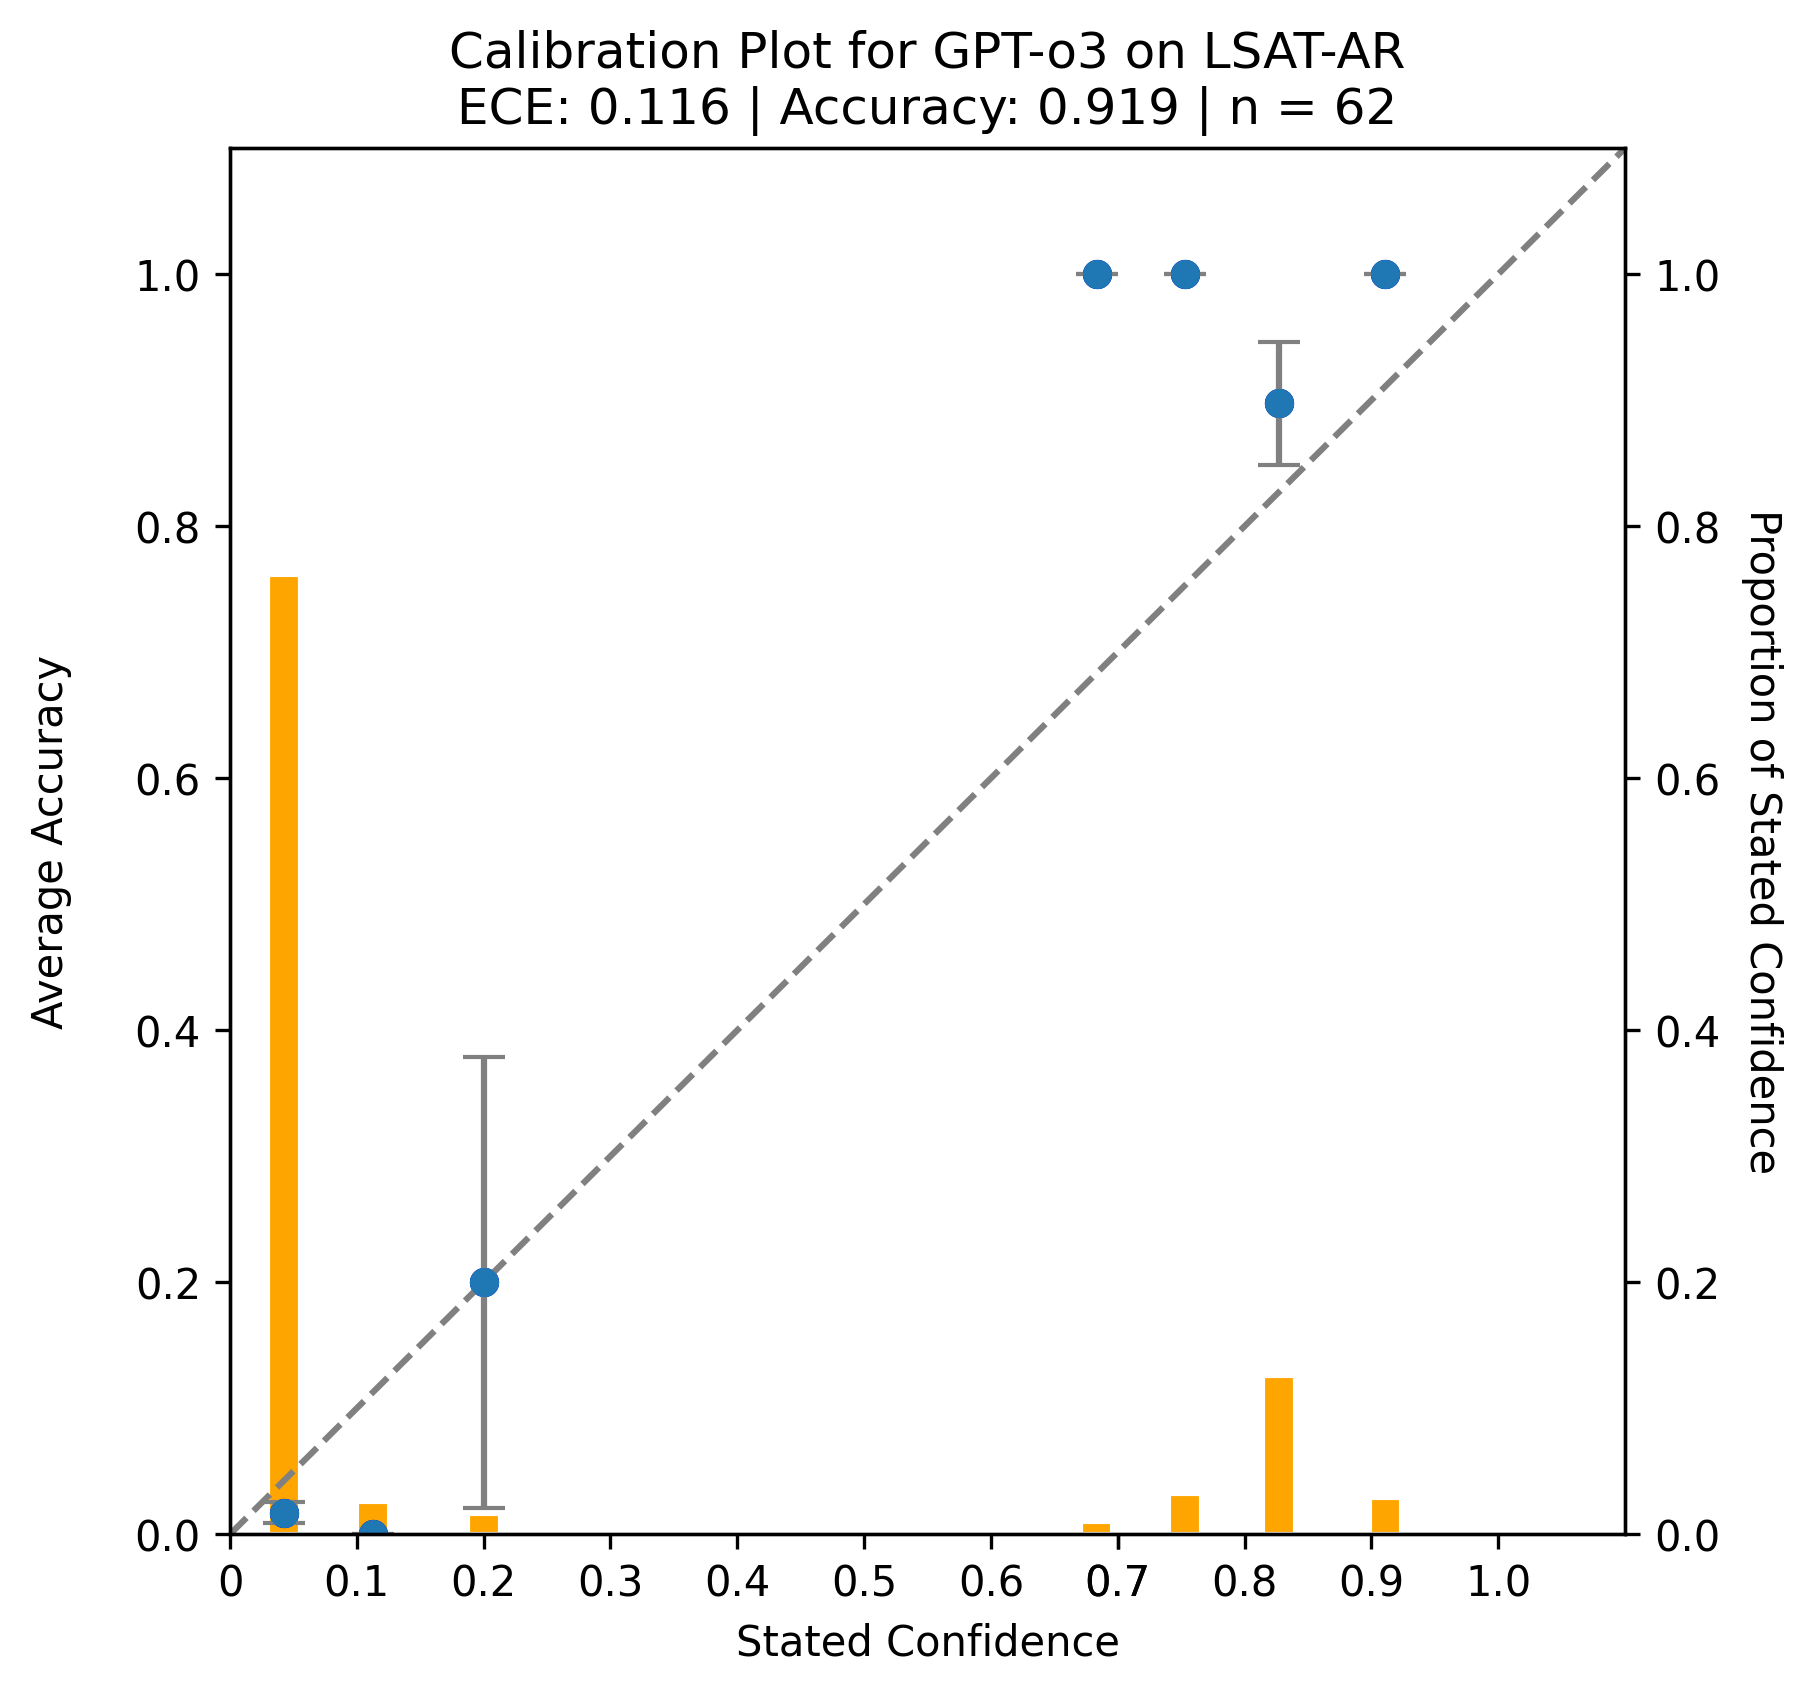 Calibration Plot for GPT-o3 on LSAT-AR
ECE: 0.116 | Accuracy: 0.919 | n = 62
1.0
0.8
0.6
0.4
0.2
0.0
Average Accuracy
1.0
0.8
0.6
0.4
0.2
0.0
Proportion of Stated Confidence
0 0.1 0.2 0.3 0.4 0.5 0.6 0.7 0.8 0.9 1.0
Stated Confidence